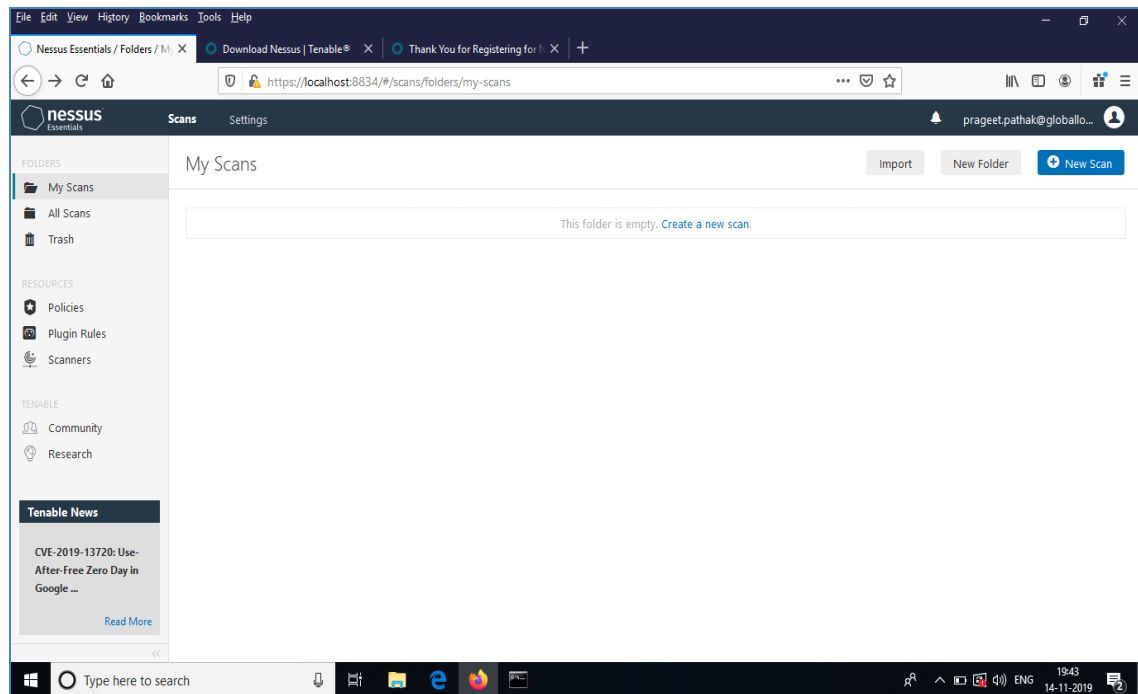 File Edit View History Bookmarks Tools Help
Nessus Essentials / Folders / My
Download Nessus | Tenable®
Thank You for Registering for N
https://localhost:8834/#/scans/folders/my-scans
nessus
Essentials
Scans
Settings
prageet.pathak@globallo...
FOLDERS
My Scans
All Scans
Trash
RESOURCES
Policies
Plugin Rules
Scanners
TENABLE
Community
Research
Tenable News
CVE-2019-13720: Use-
After-Free Zero Day in
Google ...
Read More
My Scans
Import
New Folder
New Scan
This folder is empty. Create a new scan.
Type here to search
ENG
19:43
14-11-2019
2